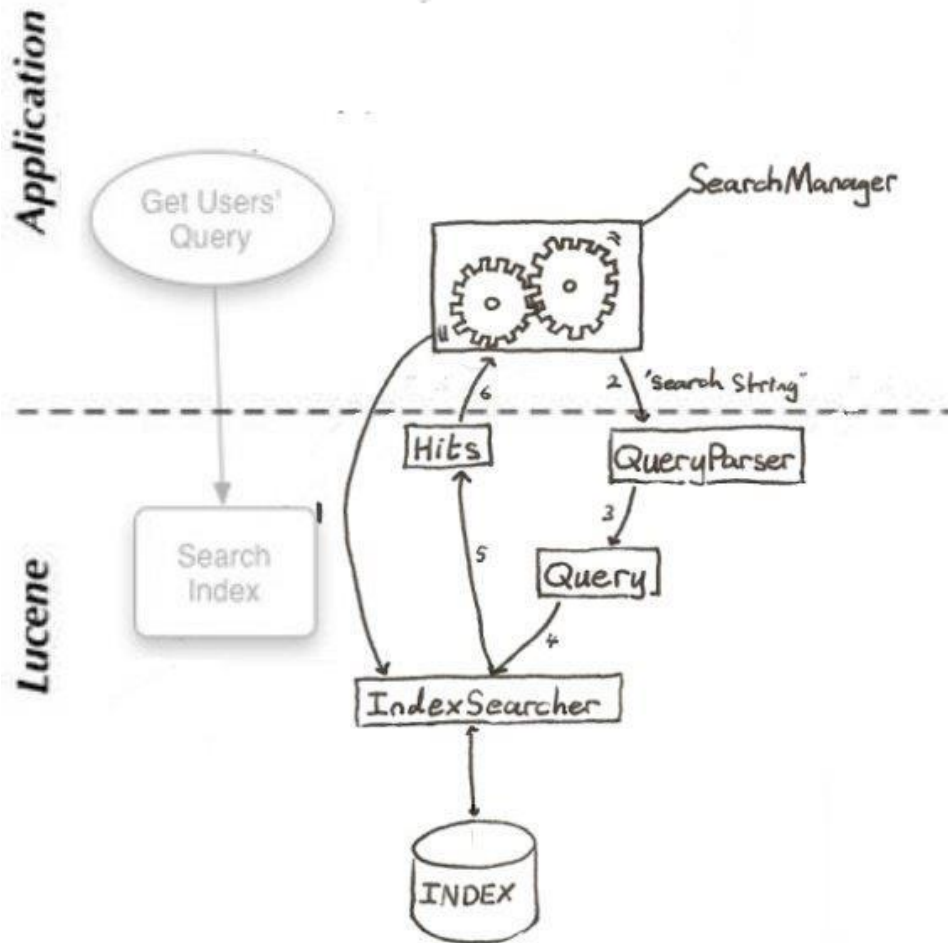 Application
Get Users'
Query
SearchManager
2 "search String"
6
Hits
QueryParser
3
1
Search
Index
5
Query
4
Lucene
IndexSearcher
INDEX